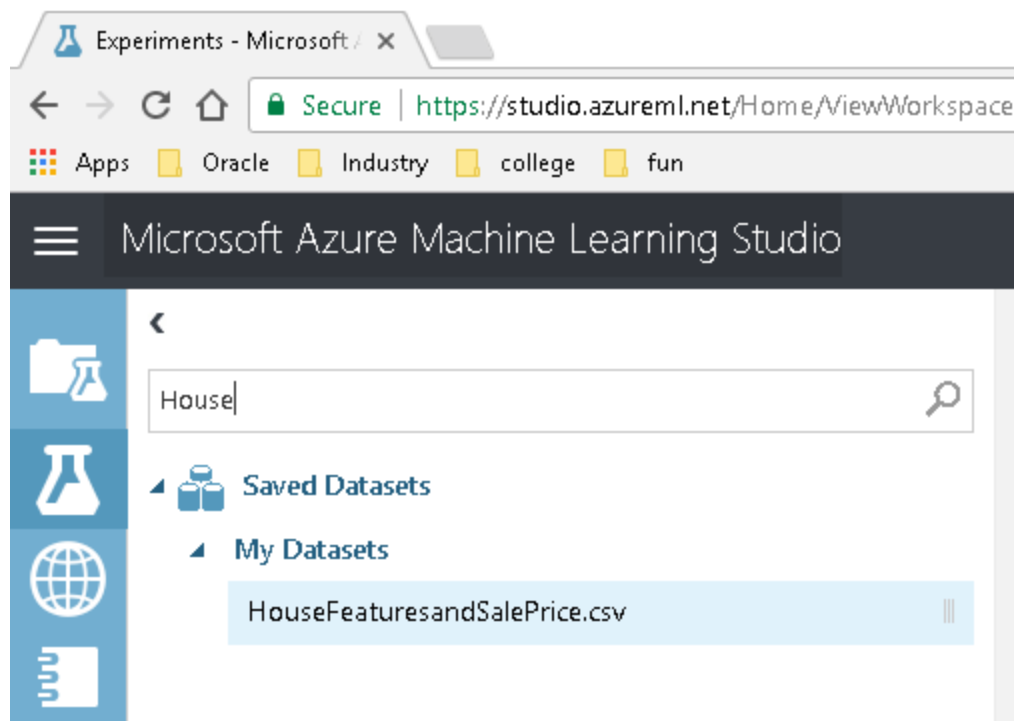 Experiments - Microsoft
Secure | https://studio.azureml.net/Home/ViewWorkspace
Apps Oracle Industry college fun
Microsoft Azure Machine Learning Studio
House
Saved Datasets
My Datasets
HouseFeaturesandSalePrice.csv